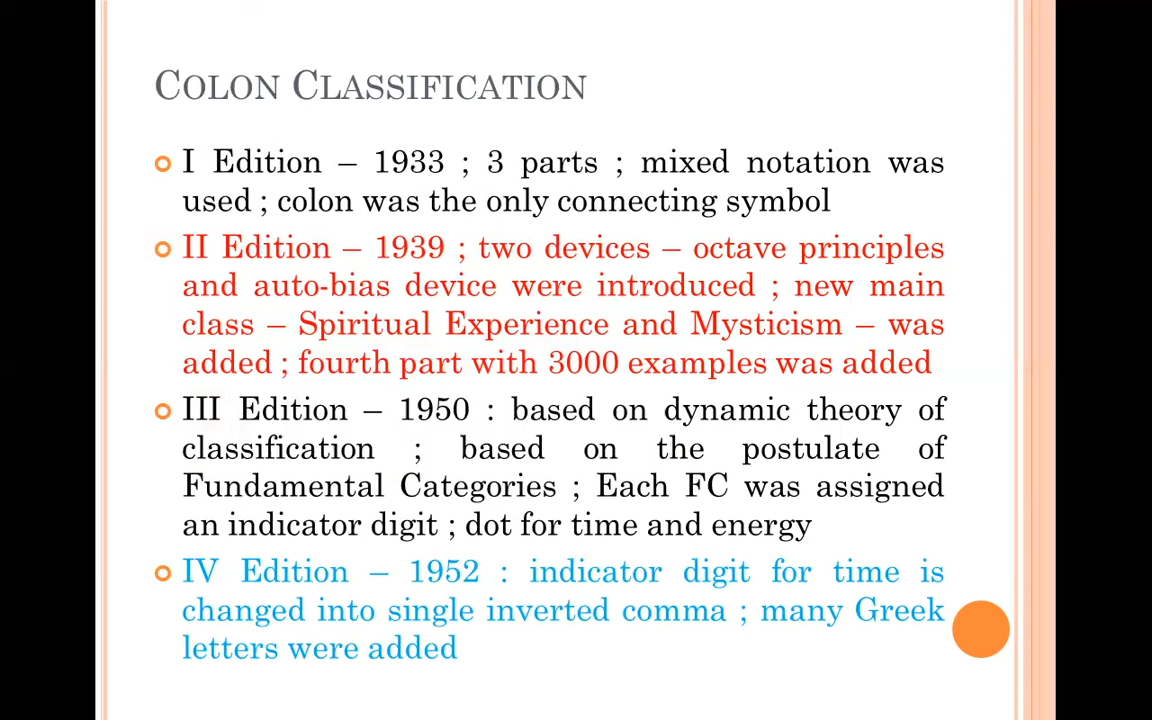 COLON CLASSIFICATION
I Edition – 1933 ; 3 parts ; mixed notation was
used ; colon was the only connecting symbol
II Edition – 1939 ; two devices – octave principles
and auto-bias device were introduced ; new main
class – Spiritual Experience and Mysticism – was
added ; fourth part with 3000 examples was added
III Edition – 1950 : based on dynamic theory of
classification ; based on the postulate of
Fundamental Categories ; Each FC was assigned
an indicator digit ; dot for time and energy
IV Edition – 1952 : indicator digit for time is
changed into single inverted comma ; many Greek
letters were added